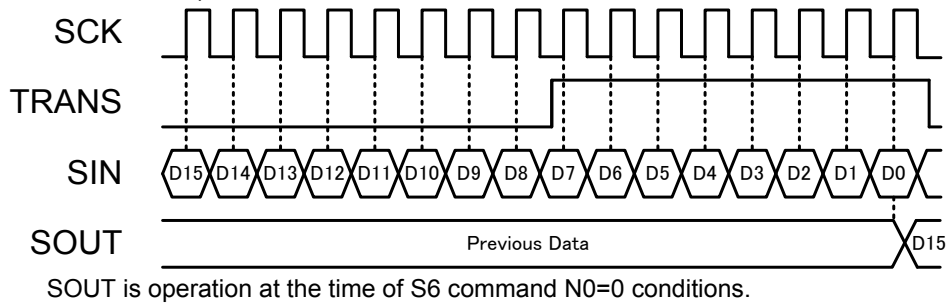 SCK
TRANS
SIN D15 D14 D13 D12 D11 D10 D9 D8 D7 D6 D5 D4 D3 D2 D1 D0
SOUT Previous Data D15
SOUT is operation at the time of S6 command N0=0 conditions.